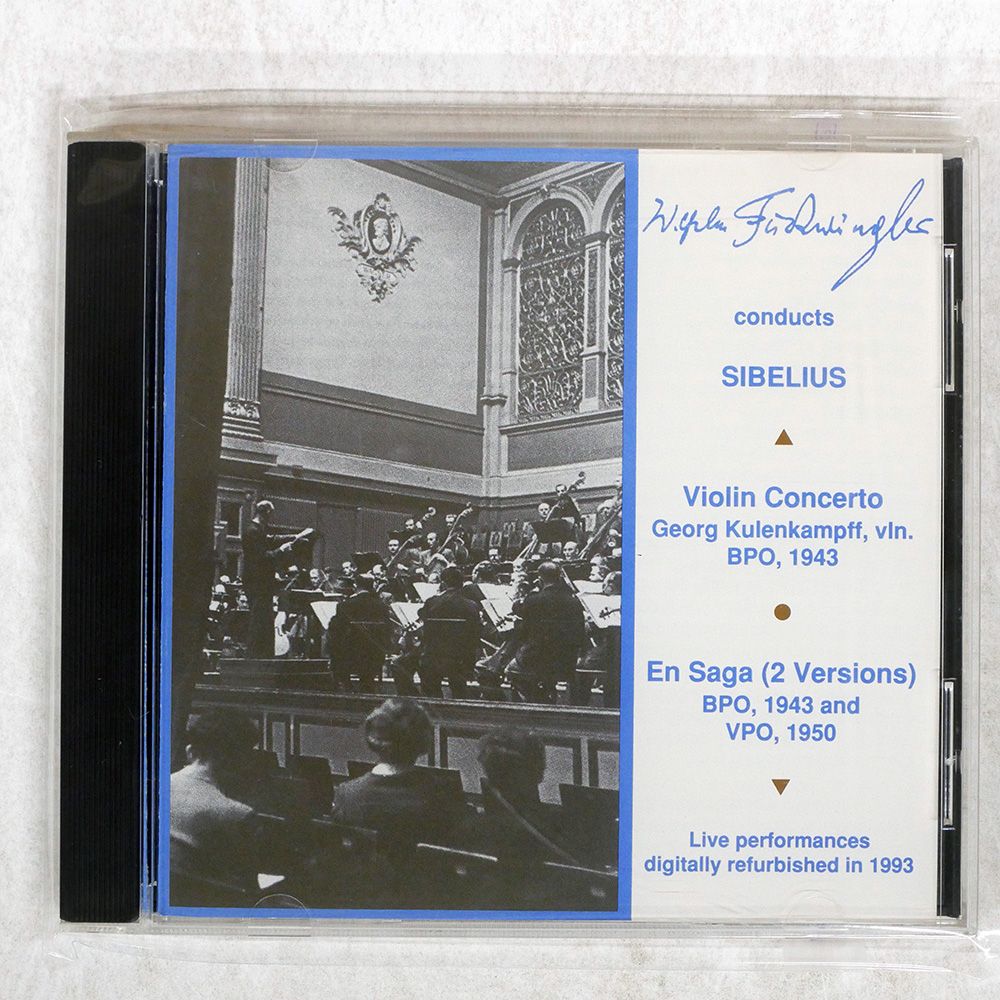 Wilhelm Furtwängler
conducts
SIBELIUS
Violin Concerto
Georg Kulenkampff, vln.
BPO, 1943
En Saga (2 Versions)
BPO, 1943 and
VPO, 1950
Live performances
digitally refurbished in 1993